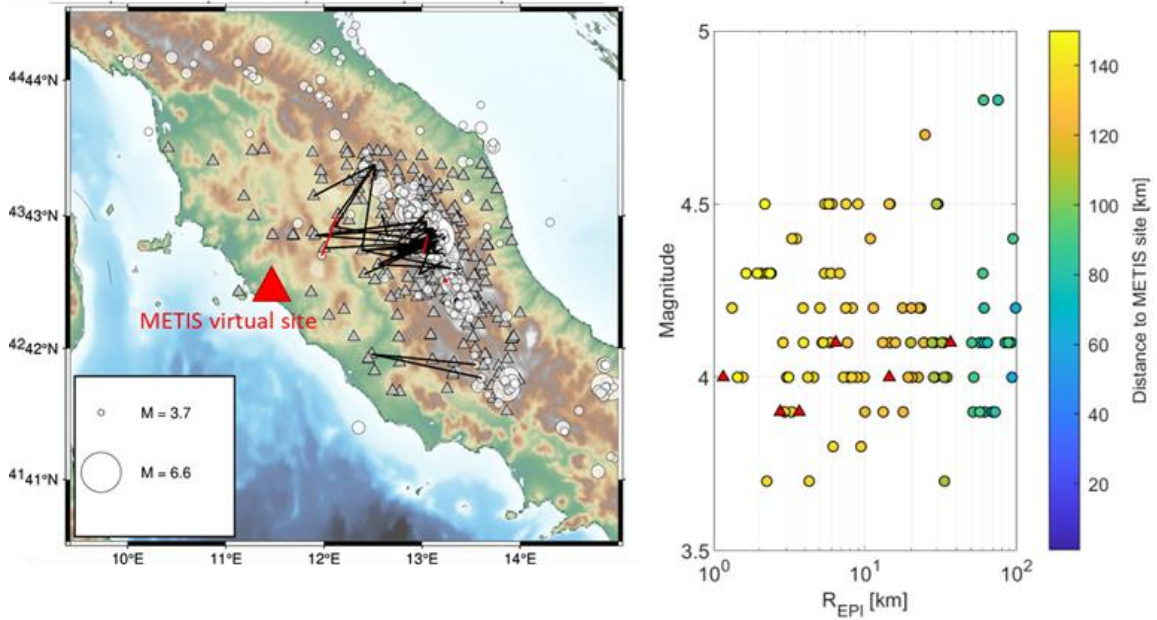 44°N
43°N
42°N
41°N
METIS virtual site
M = 3.7
M = 6.6
10°E
11°E
12°E
13°E
14°E
5
4.5
4
3.5
Magnitude
10⁰
10¹
10²
R_EPI [km]
140
120
100
80
60
40
20
Distance to METIS site [km]